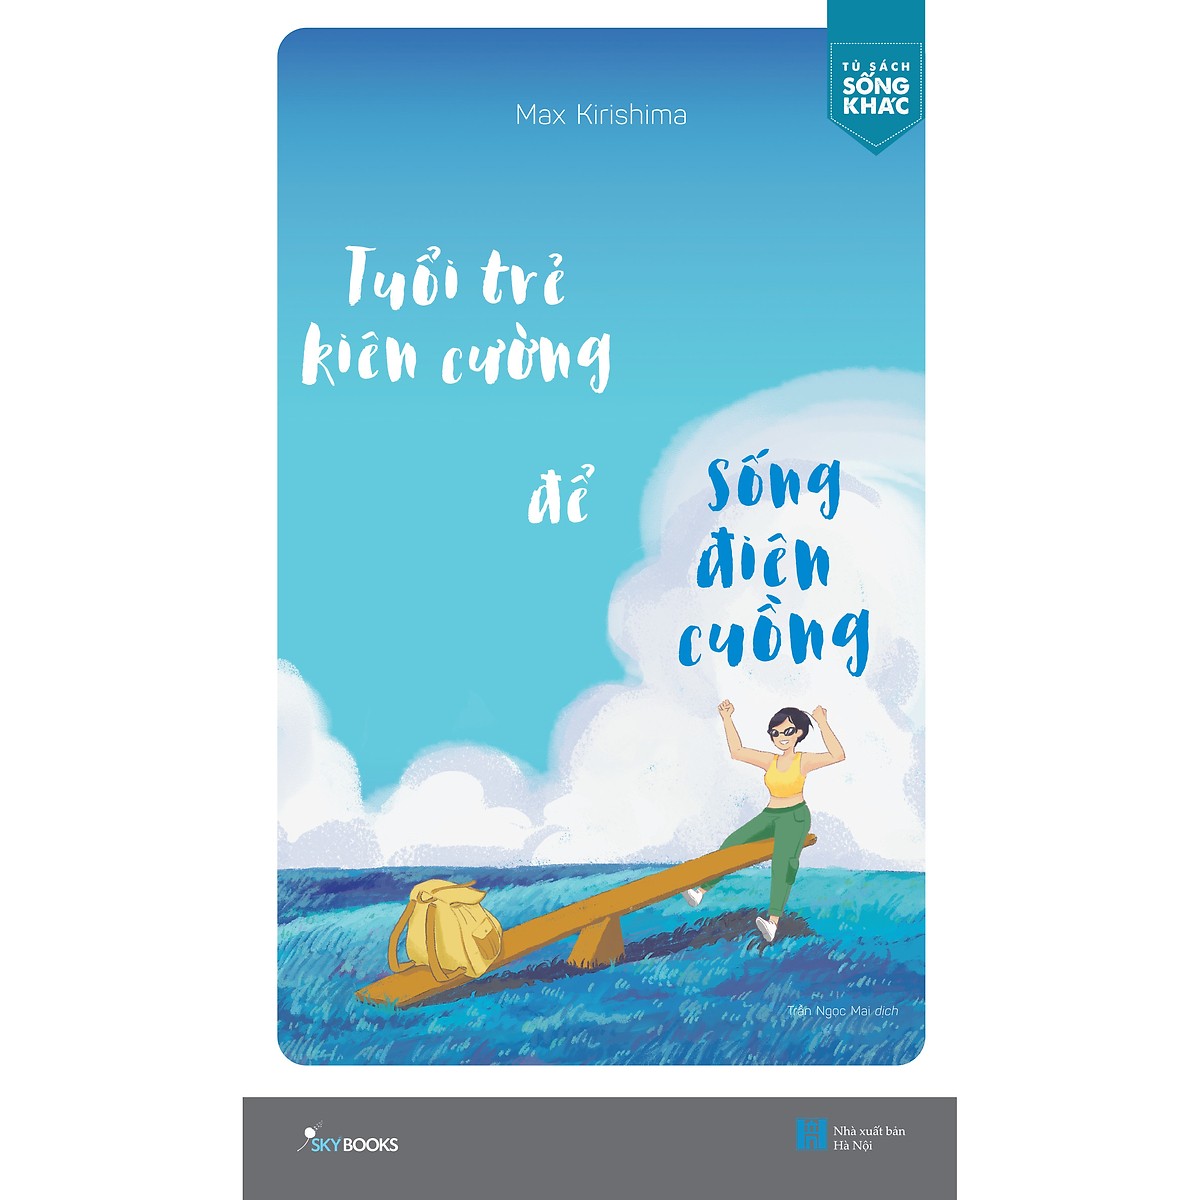 TỦ SÁCH
SỐNG
KHÁC
Max Kirishima
Tuổi trẻ
kiên cường
để
sống
điên
cuồng
Trần Ngọc Mai dịch
SKYBOOKS
Nhà xuất bản
Hà Nội